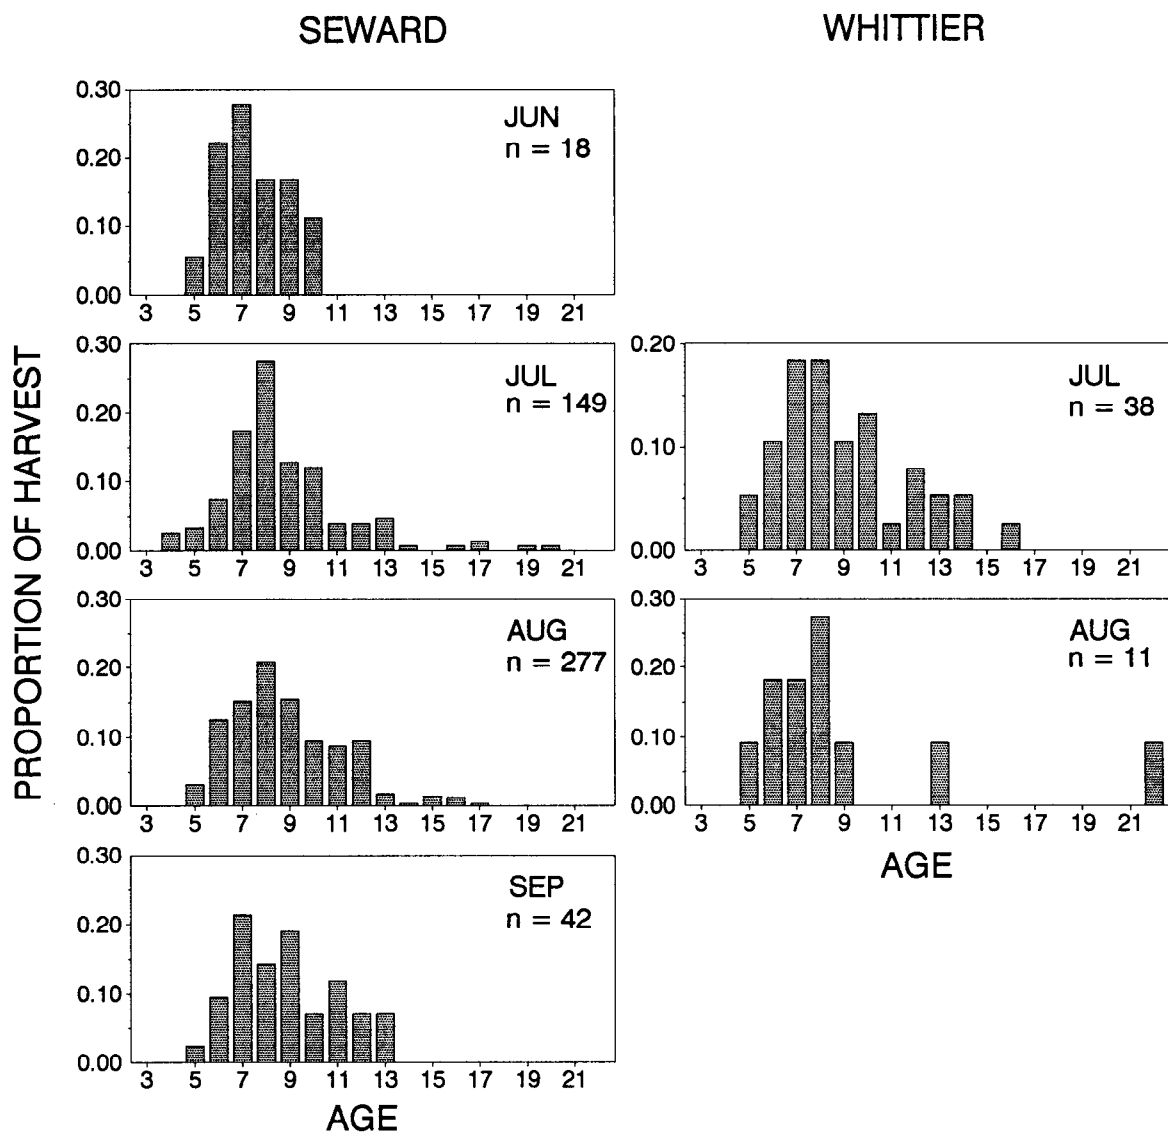 SEWARD
WHITTIER
PROPORTION OF HARVEST
0.30
0.20
0.10
0.00
JUN
n = 18
3 5 7 9 11 13 15 17 19 21
0.30
0.20
0.10
0.00
JUL
n = 149
3 5 7 9 11 13 15 17 19 21
0.20
0.10
0.00
JUL
n = 38
3 5 7 9 11 13 15 17 19 21
0.30
0.20
0.10
0.00
AUG
n = 277
3 5 7 9 11 13 15 17 19 21
0.30
0.20
0.10
0.00
AUG
n = 11
3 5 7 9 11 13 15 17 19 21
AGE
0.30
0.20
0.10
0.00
SEP
n = 42
3 5 7 9 11 13 15 17 19 21
AGE